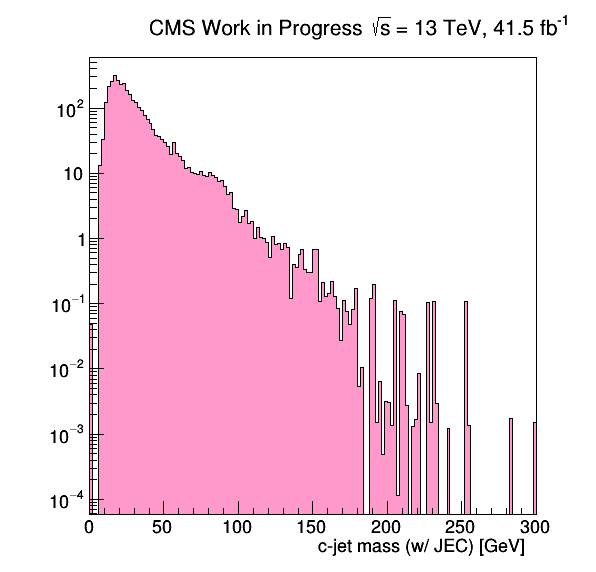 CMS Work in Progress √s = 13 TeV, 41.5 fb⁻¹
10²
10
1
10⁻¹
10⁻²
10⁻³
10⁻⁴
0 50 100 150 200 250 300
c-jet mass (w/ JEC) [GeV]